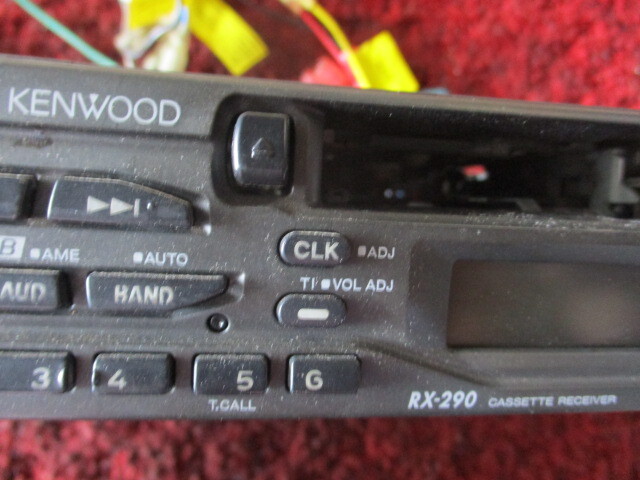 KENWOOD
CLK ADJ
B AME AUTO
AUD BAND
TI VOL ADJ
3 4 5 6
T.CALL
RX-290 CASSETTE RECEIVER